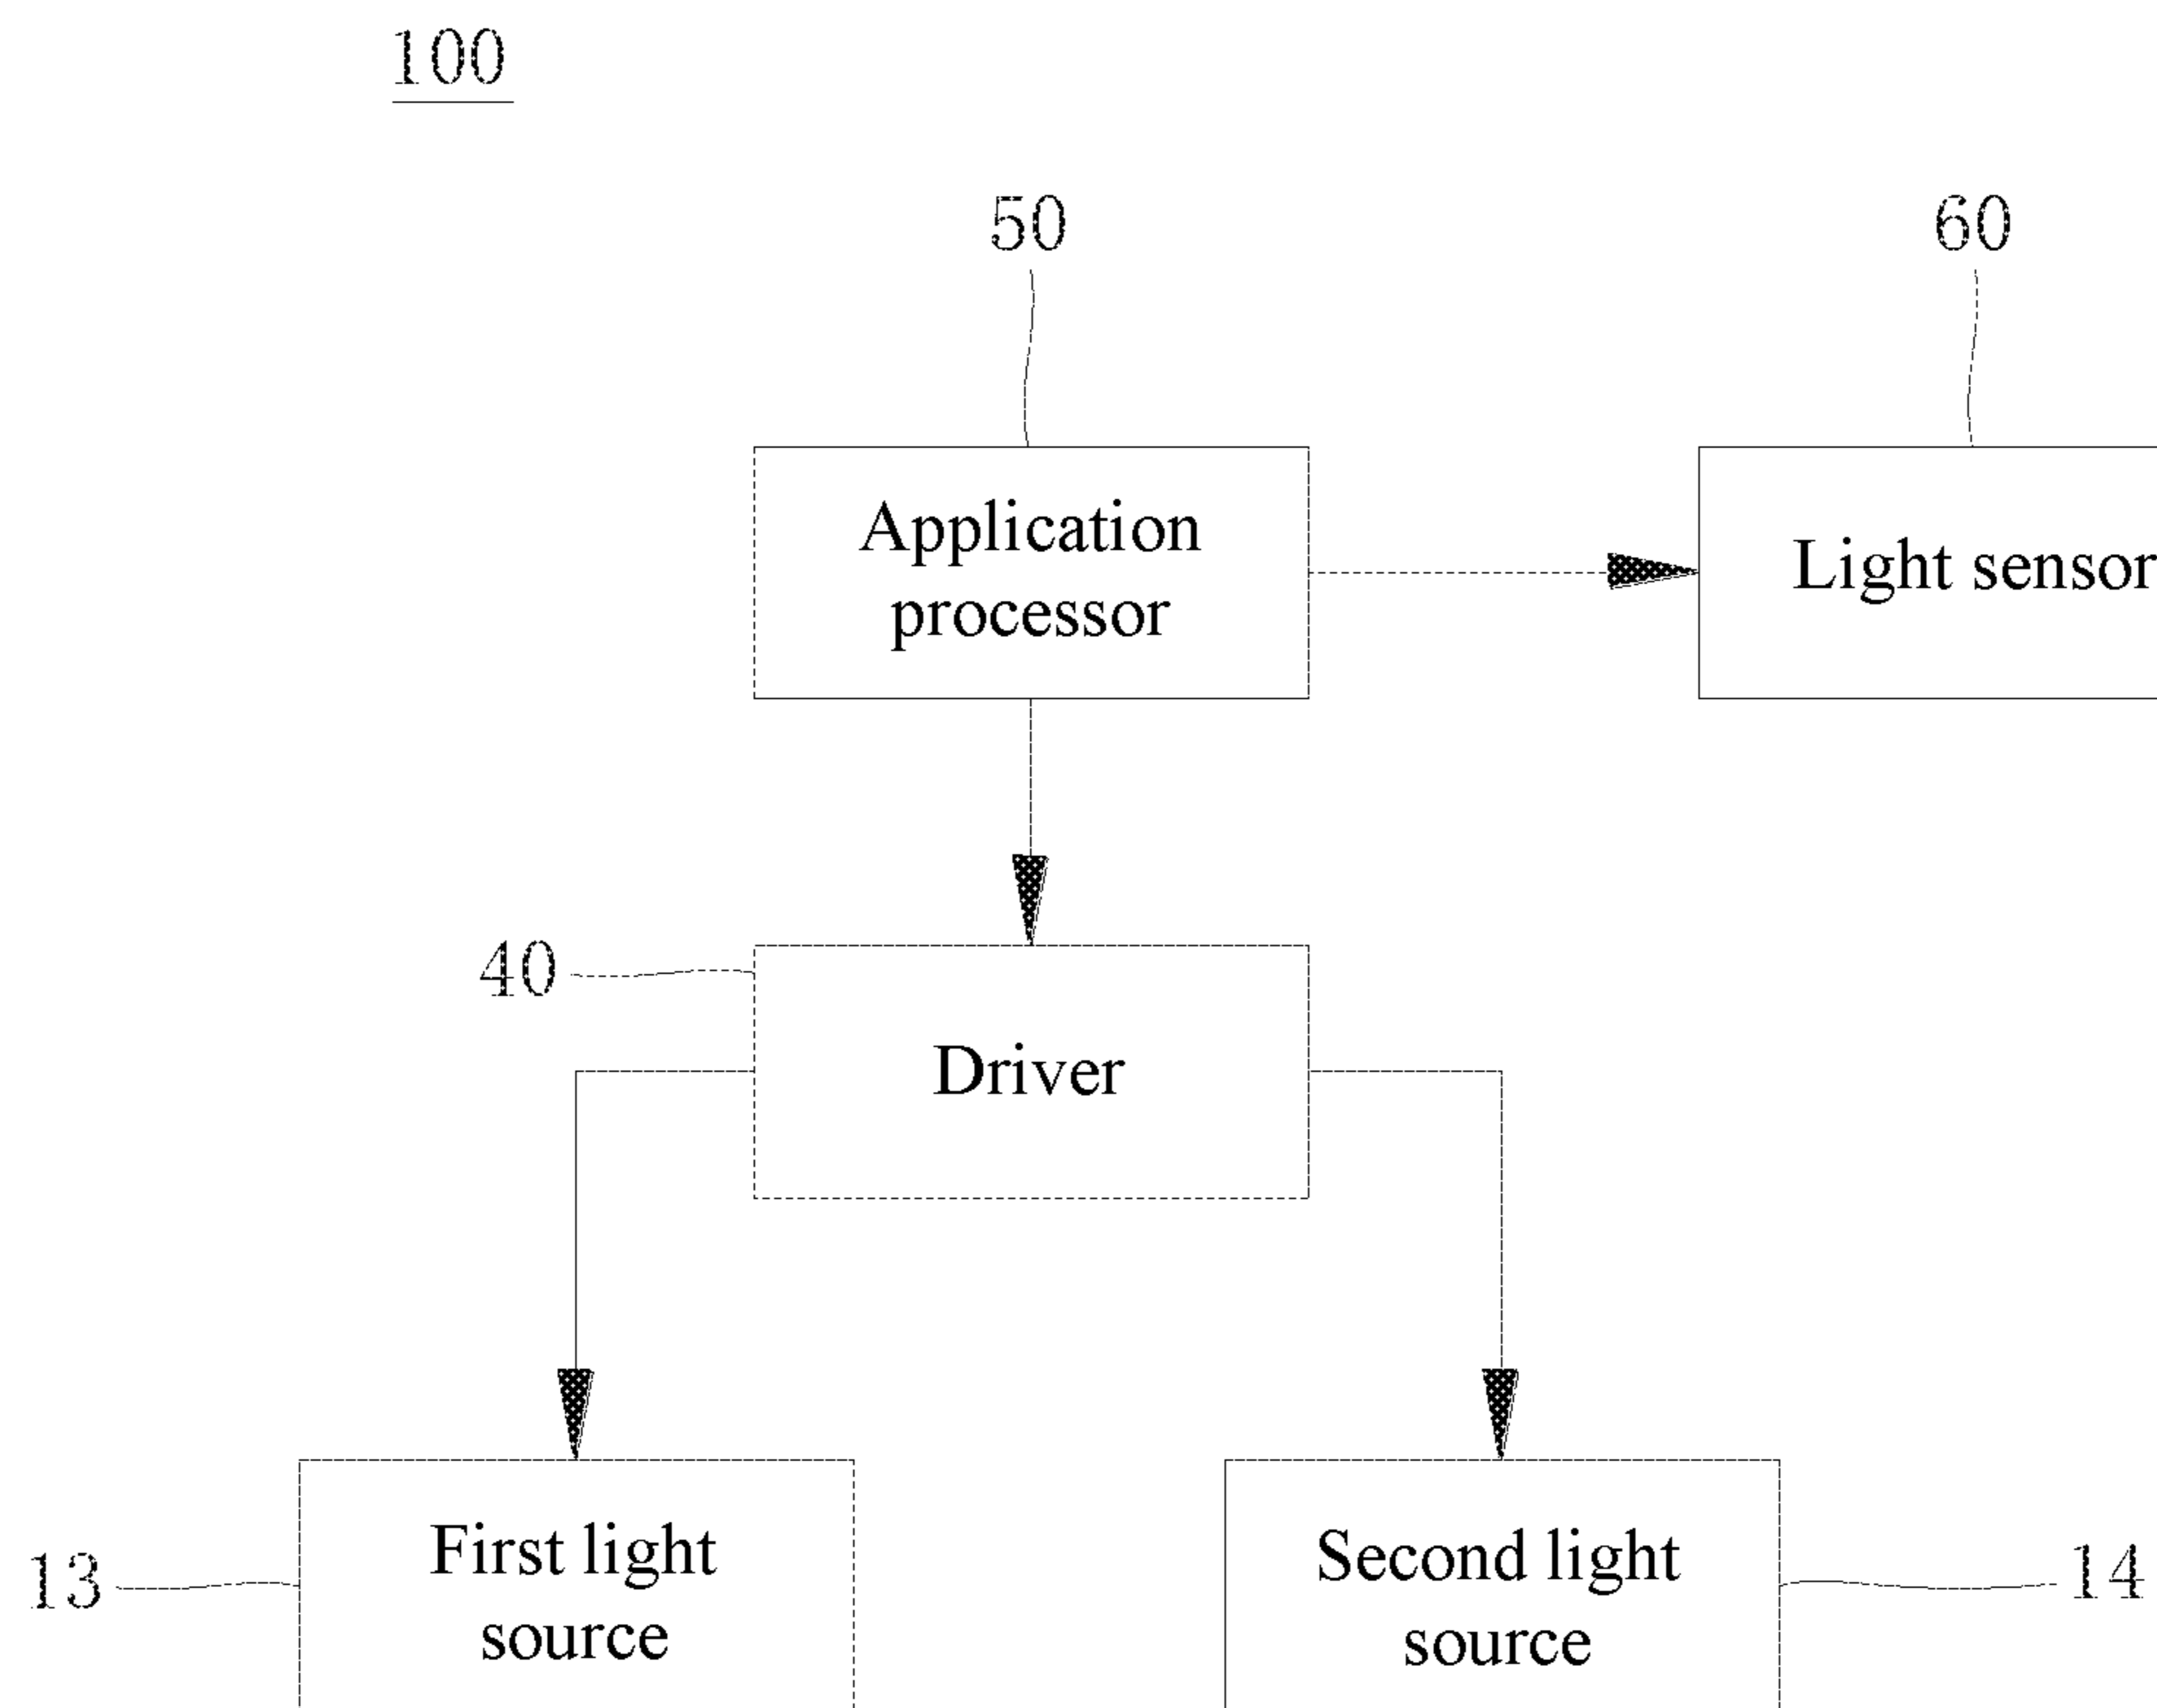 100
50
60
Application
processor
Light sensor
40
Driver
13
First light
source
Second light
source
14